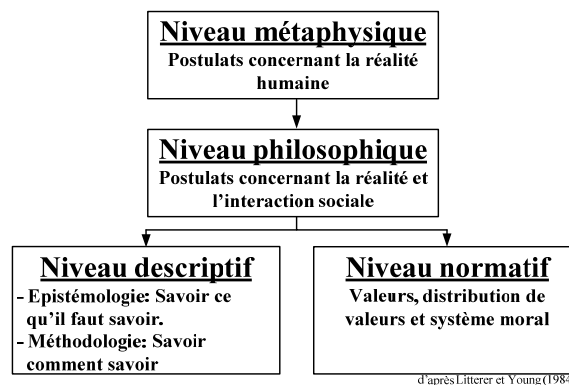 Niveau métaphysique
Postulats concernant la réalité
humaine
Niveau philosophique
Postulats concernant la réalité et
l'interaction sociale
Niveau descriptif
- Epistémologie: Savoir ce
qu'il faut savoir.
- Méthodologie: Savoir
comment savoir
Niveau normatif
Valeurs, distribution de
valeurs et système moral
d'après Litterer et Young (1984